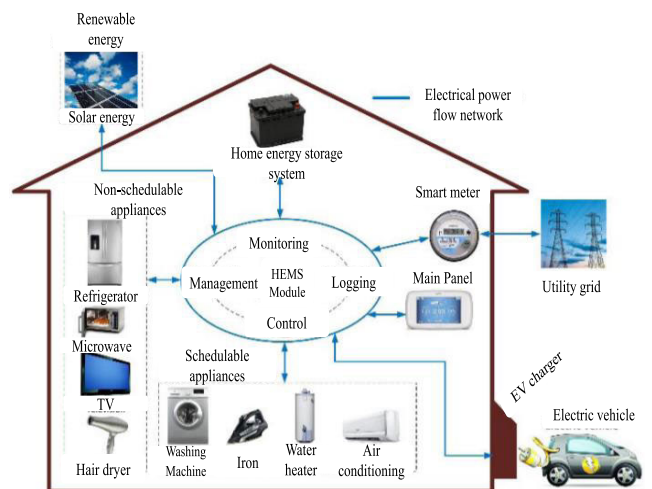 Renewable
energy
Solar energy
Electrical power
flow network
Home energy storage
system
Non-schedulable
appliances
Smart meter
Monitoring
Management
HEMS
Module
Logging
Control
Main Panel
Utility grid
Refrigerator
Microwave
TV
Hair dryer
Schedulable
appliances
Washing
Machine
Iron
Water
heater
Air
conditioning
EV charger
Electric vehicle